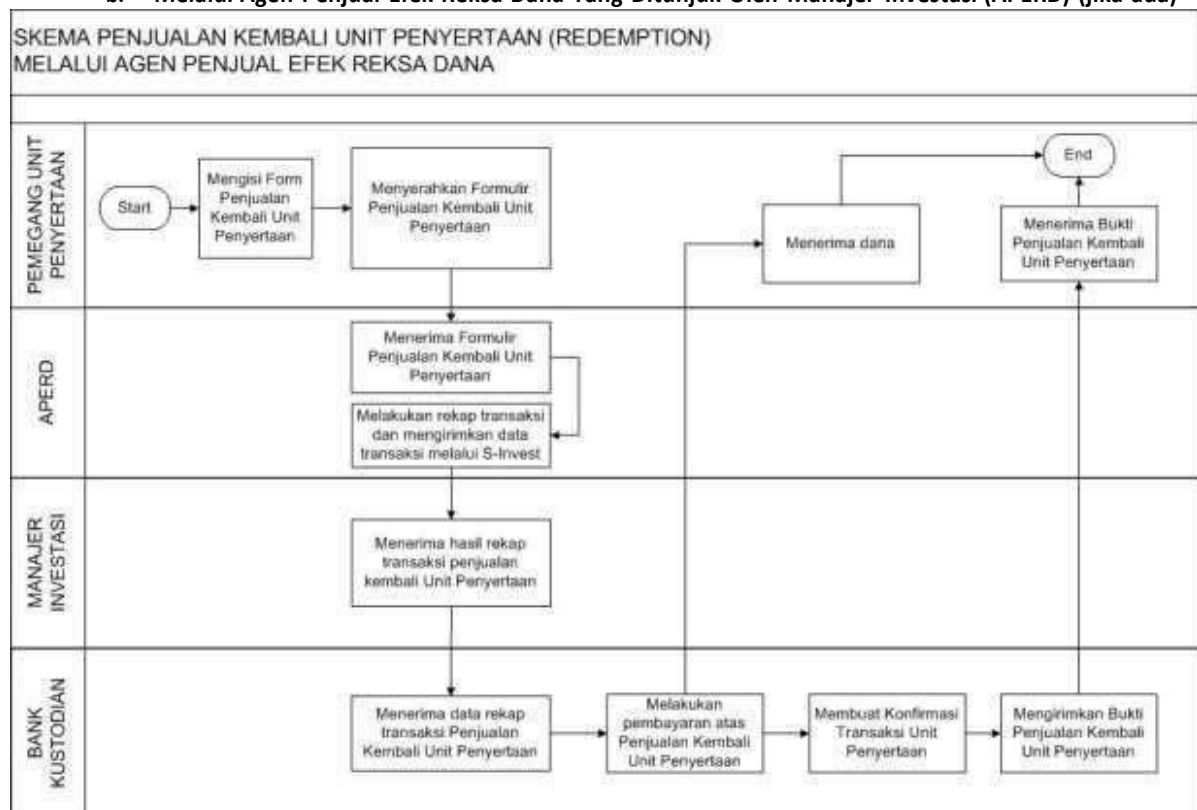 b. Melalui Agen Penjual Efek Reksa Dana Yang Ditunjuk Oleh Manajer Investasi (APERD) (jika ada)
SKEMA PENJUALAN KEMBALI UNIT PENYERTAAN (REDEMPTION)
MELALUI AGEN PENJUAL EFEK REKSA DANA
PEMEGANG UNIT
PENYERTAAN
Start
Mengisi Form
Penjualan
Kembali Unit
Penyertaan
Menyerahkan Formulir
Penjualan Kembali Unit
Penyertaan
Menerima dana
End
Menerima Bukti
Penjualan Kembali
Unit Penyertaan
APERD
Menerima Formulir
Penjualan Kembali Unit
Penyertaan
Melakukan rekap transaksi
dan mengirimkan data
transaksi melalui S-Invest
MANAJER
INVESTASI
Menerima hasil rekap
transaksi penjualan
kembali Unit Penyertaan
BANK
KUSTODIAN
Menerima data rekap
transaksi Penjualan
Kembali Unit Penyertaan
Melakukan
pembayaran atas
Penjualan Kembali
Unit Penyertaan
Membuat Konfirmasi
Transaksi Unit
Penyertaan
Mengirimkan Bukti
Penjualan Kembali
Unit Penyertaan